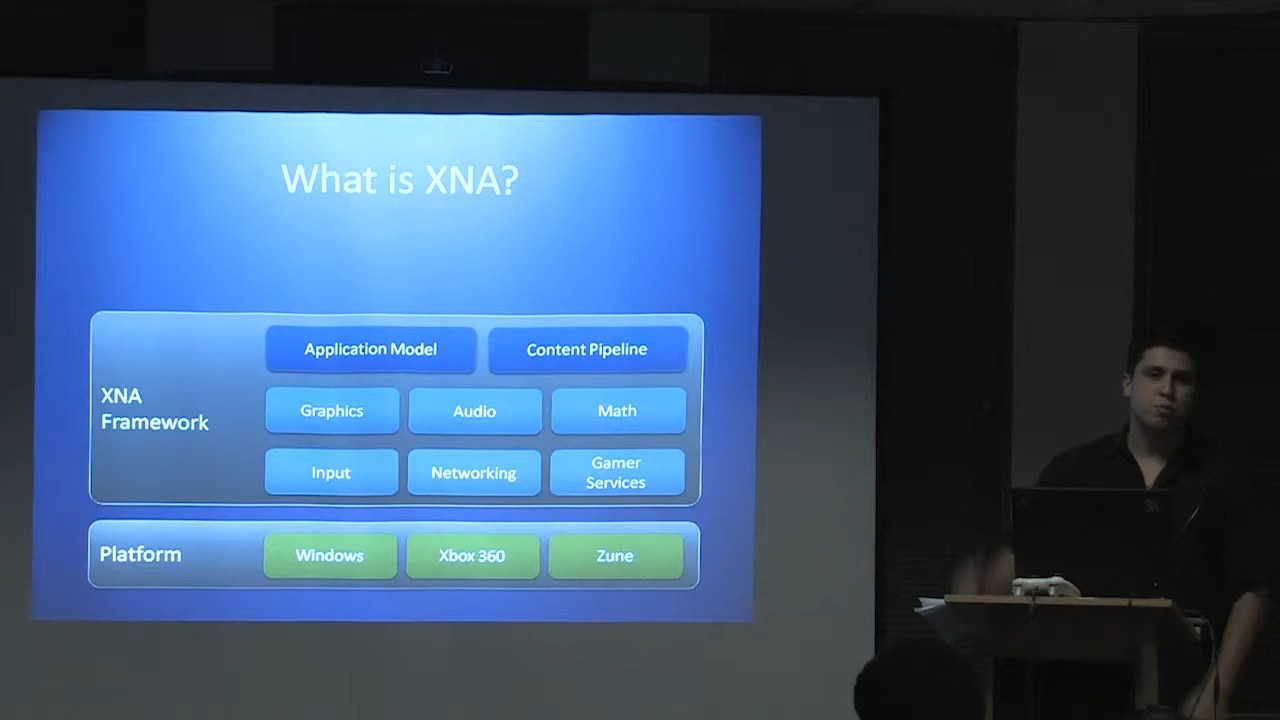 What is XNA?
Application Model
Content Pipeline
XNA
Framework
Graphics
Audio
Math
Input
Networking
Gamer
Services
Platform
Windows
Xbox 360
Zune